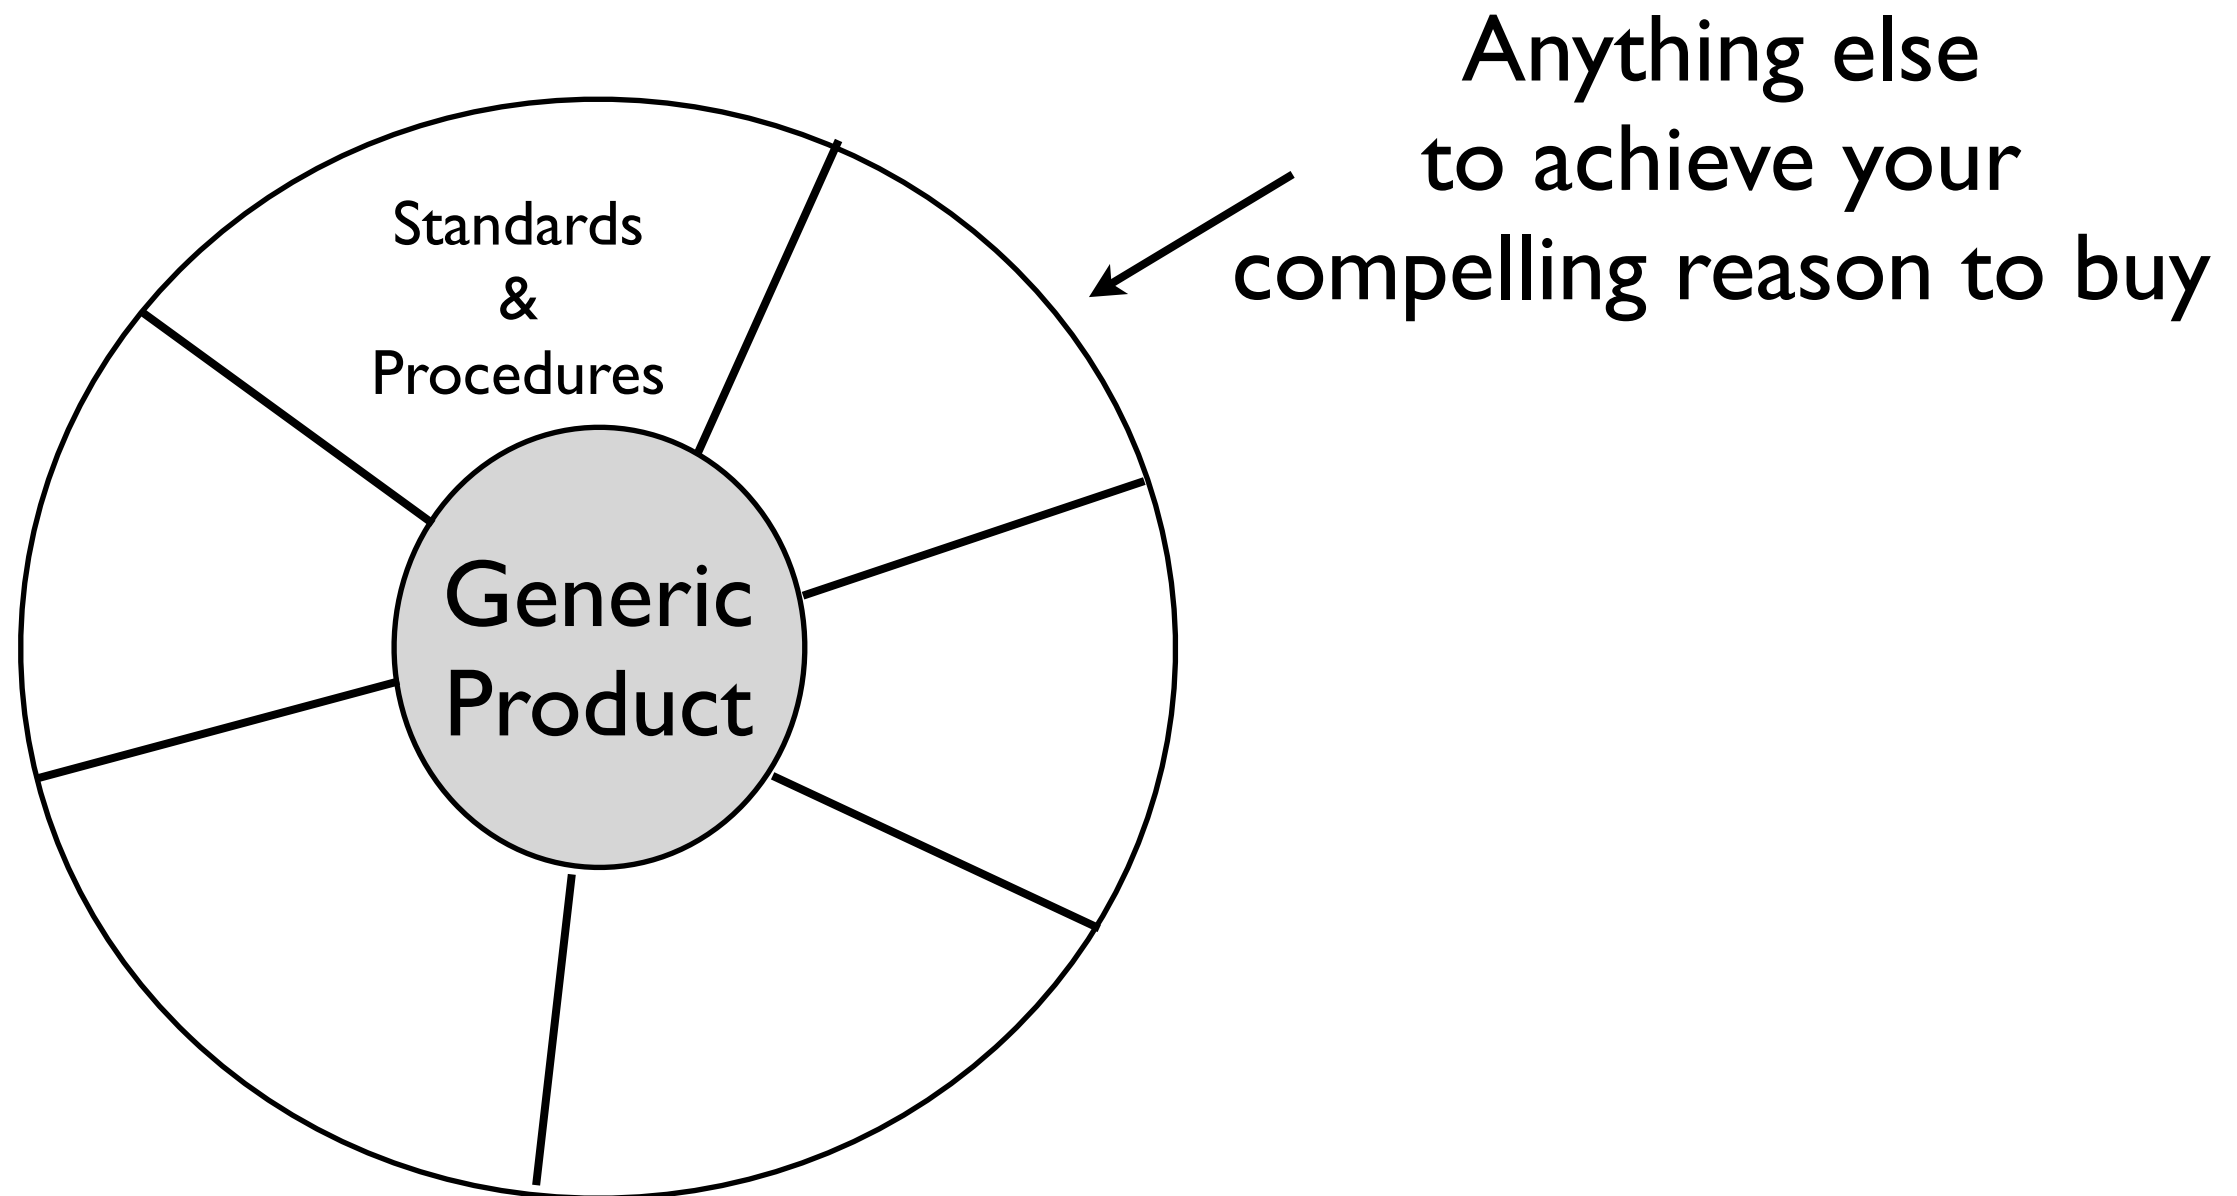 Anything else
to achieve your
compelling reason to buy
Standards
&
Procedures
Generic
Product